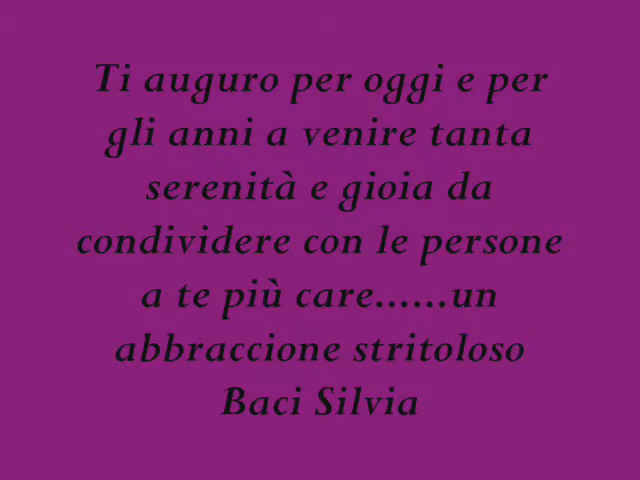 Ti auguro per oggi e per
gli anni a venire tanta
serenità e gioia da
condividere con le persone
a te più care......un
abbraccione stritoloso
Baci Silvia